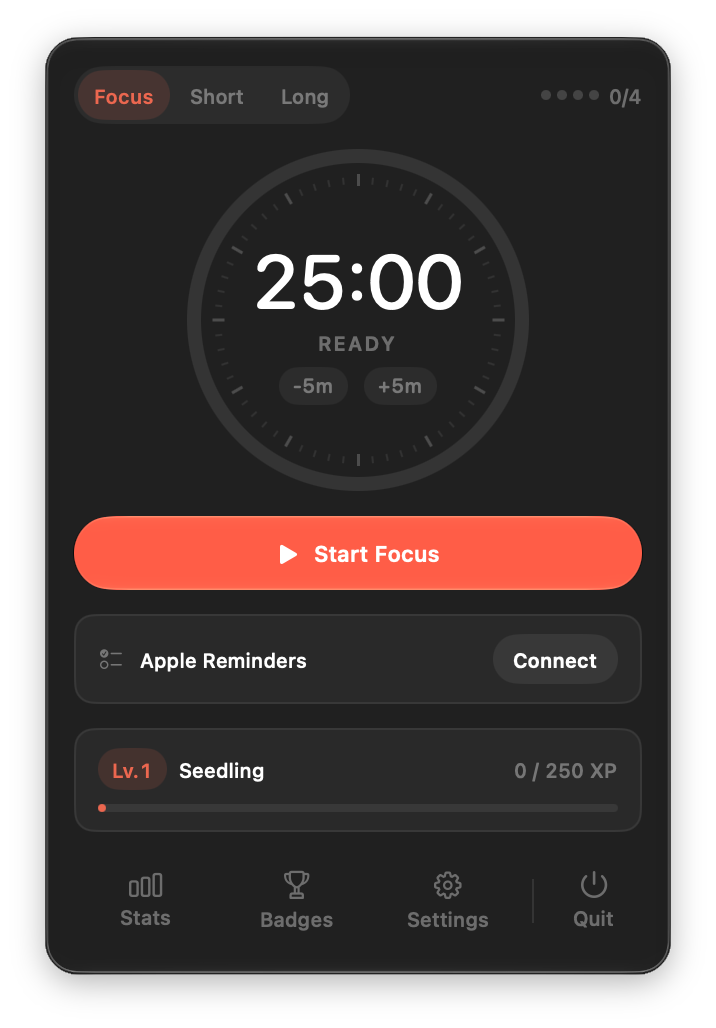 Focus Short Long 0/4
25:00
READY
-5m +5m
Start Focus
Apple Reminders Connect
Lv.1 Seedling 0 / 250 XP
Stats Badges Settings Quit